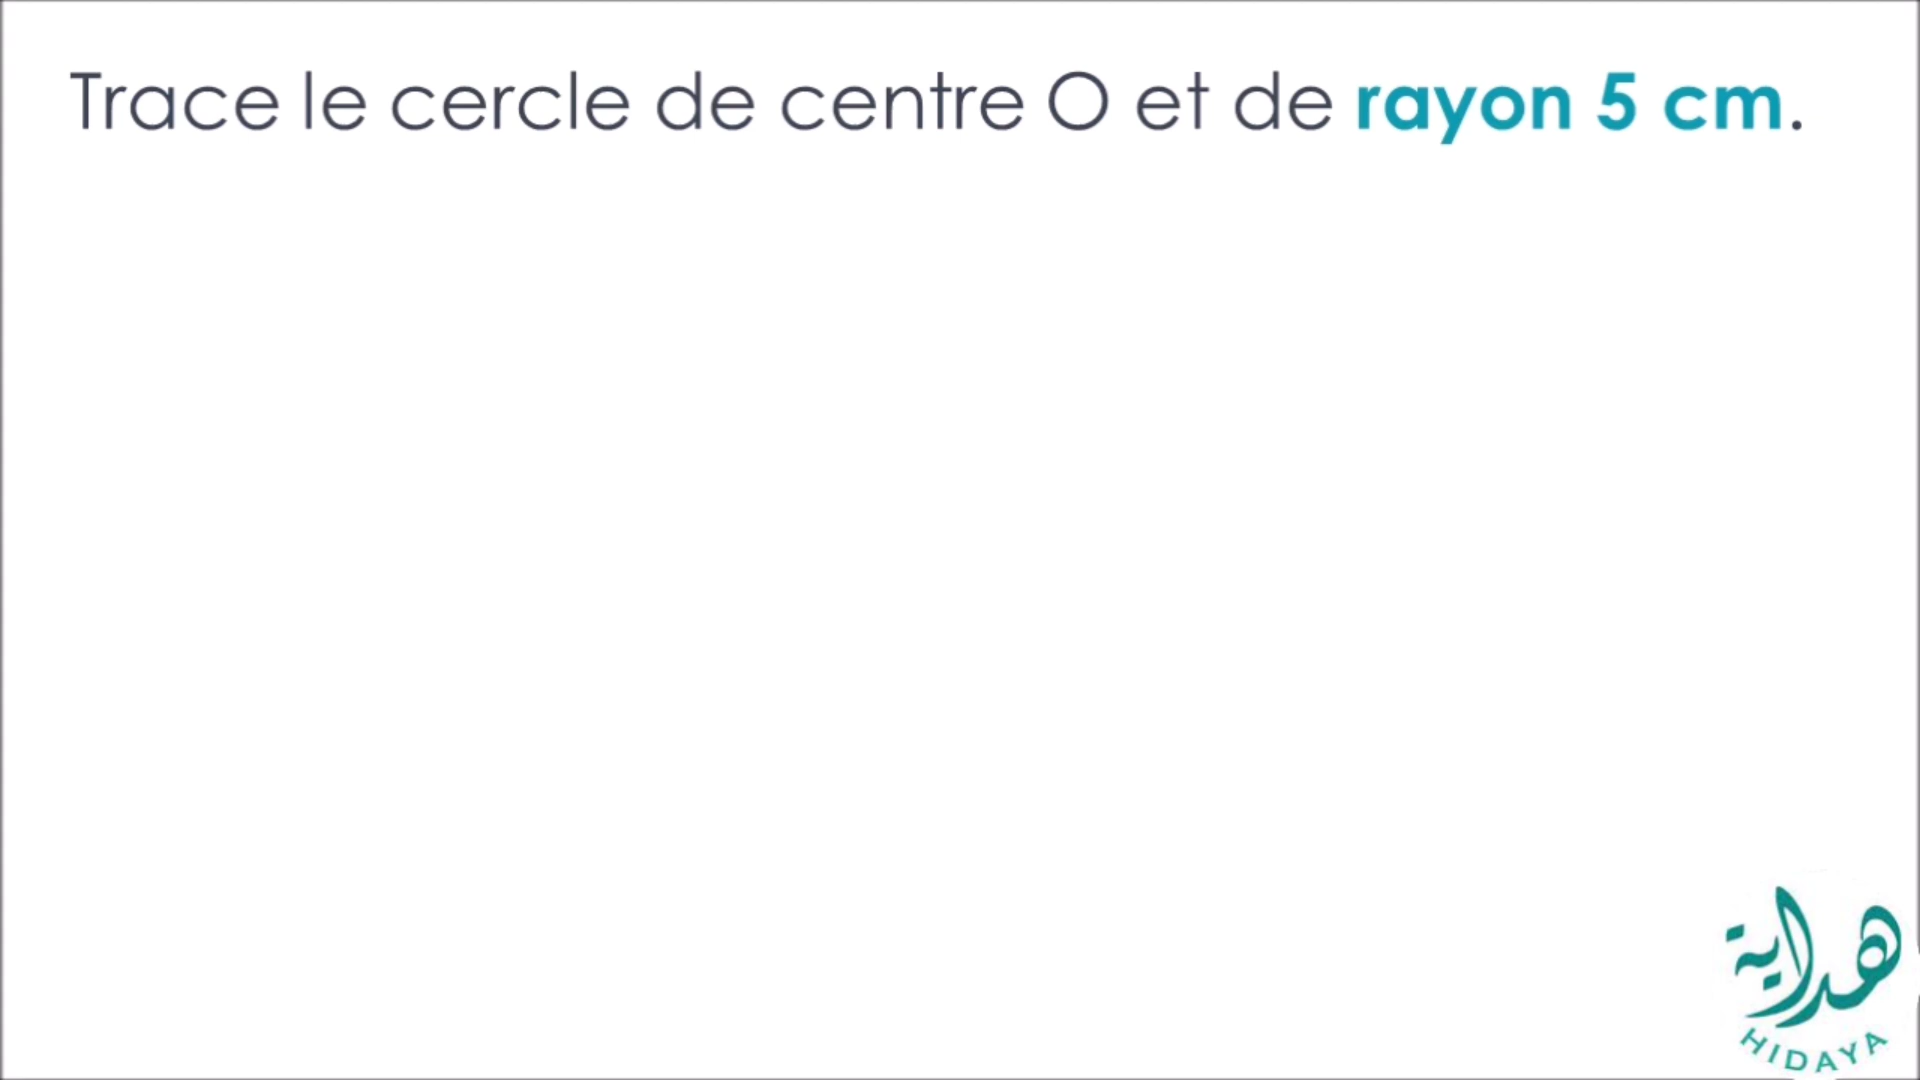 Trace le cercle de centre O et de rayon 5 cm.
هداية
HIDAYA